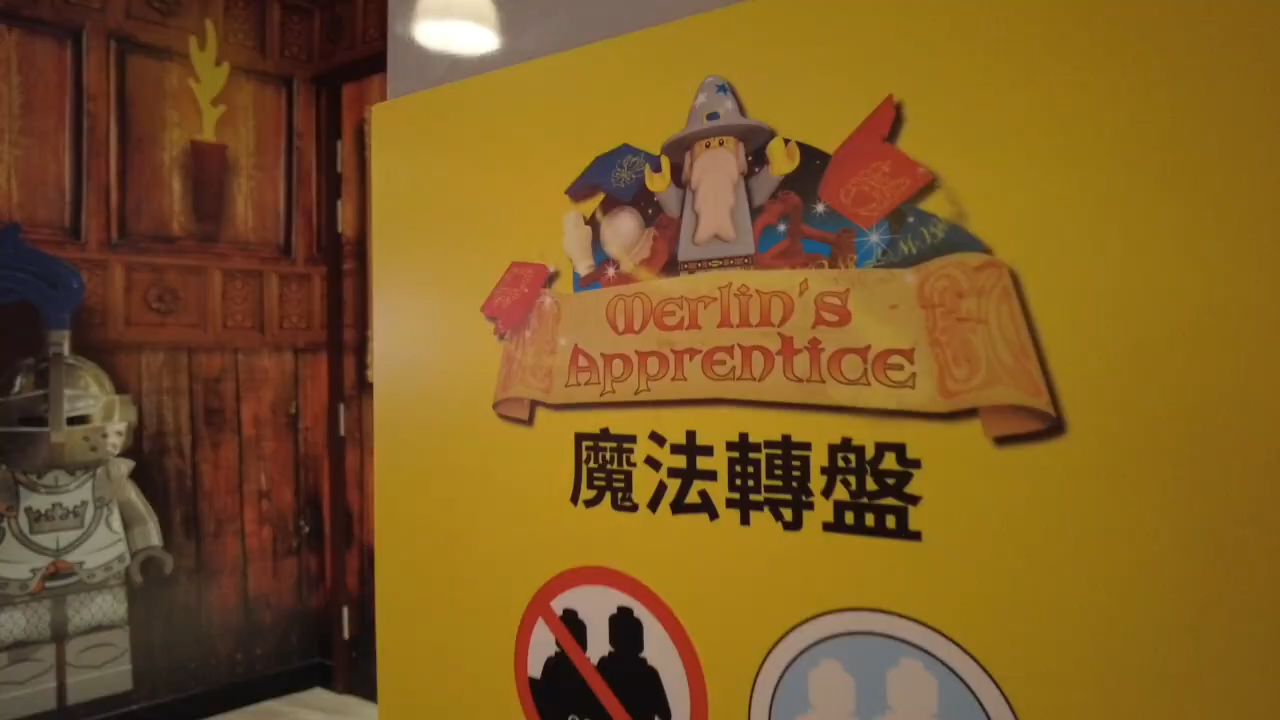 Merlin's
Apprentice
魔法轉盤